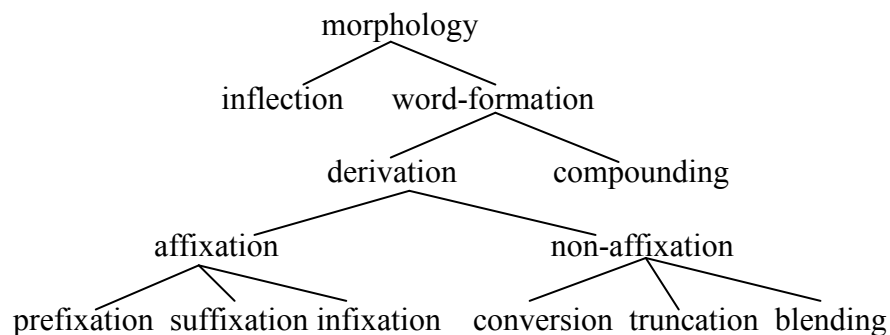 morphology
inflection word-formation
derivation compounding
affixation non-affixation
prefixation suffixation infixation conversion truncation blending